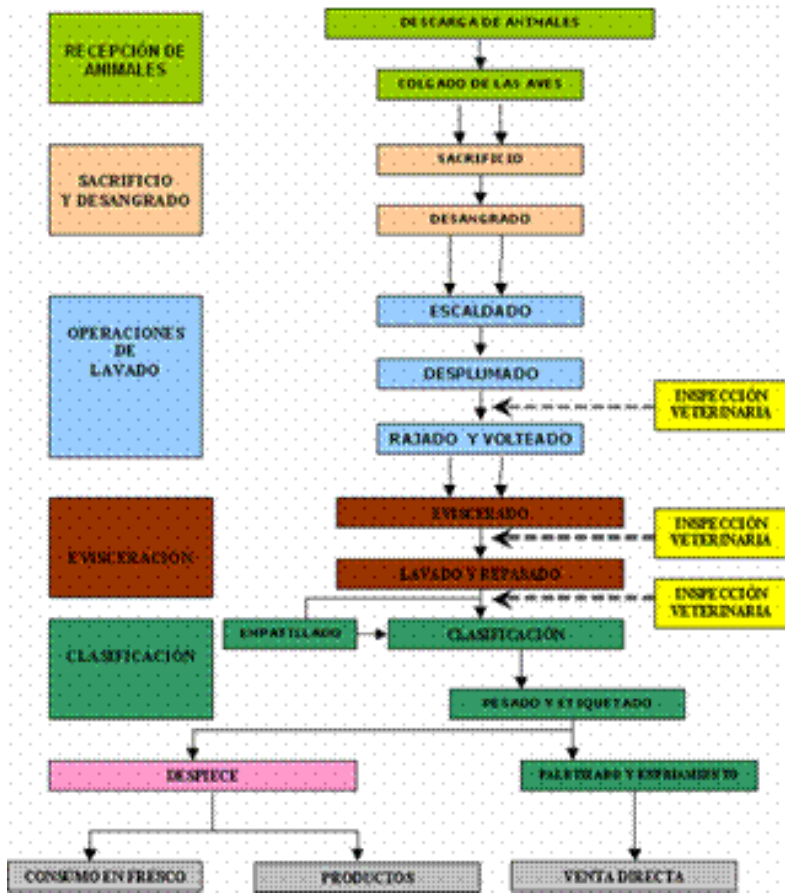 DESCARGA DE ANIMALES
RECEPCIÓN DE
ANIMALES
COLGADO DE LAS AVES
SACRIFICIO
SACRIFICIO
Y DESANGRADO
DESANGRADO
OPERACIONES
DE
LAVADO
ESCALDADO
DESPLUMADO
INSPECCIÓN
VETERINARIA
RAJADO Y VOLTEADO
EVISCERACIÓN
EVISCERADO
INSPECCIÓN
VETERINARIA
LAVADO Y REPASADO
INSPECCIÓN
VETERINARIA
CLASIFICACIÓN
EMPATILLADO
CLASIFICACIÓN
PESADO Y ETIQUETADO
DESPIECE
PALETIZADO Y ENFRIAMIENTO
CONSUMO EN FRESCO
PRODUCTOS
VENTA DIRECTA